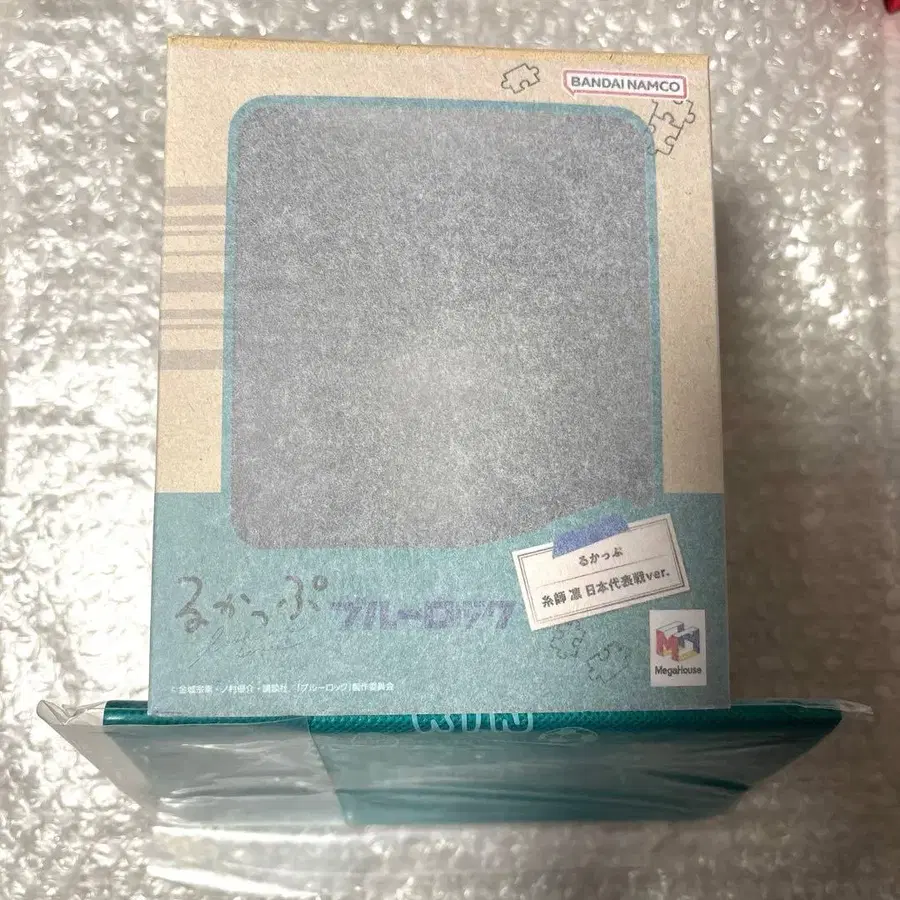 BANDAI NAMCO
るかっぷ
糸師 凛 日本代表戦ver.
るかっぷ
ブルーロック
MegaHouse
©金城宗幸・ノ村優介・講談社／「ブルーロック」製作委員会